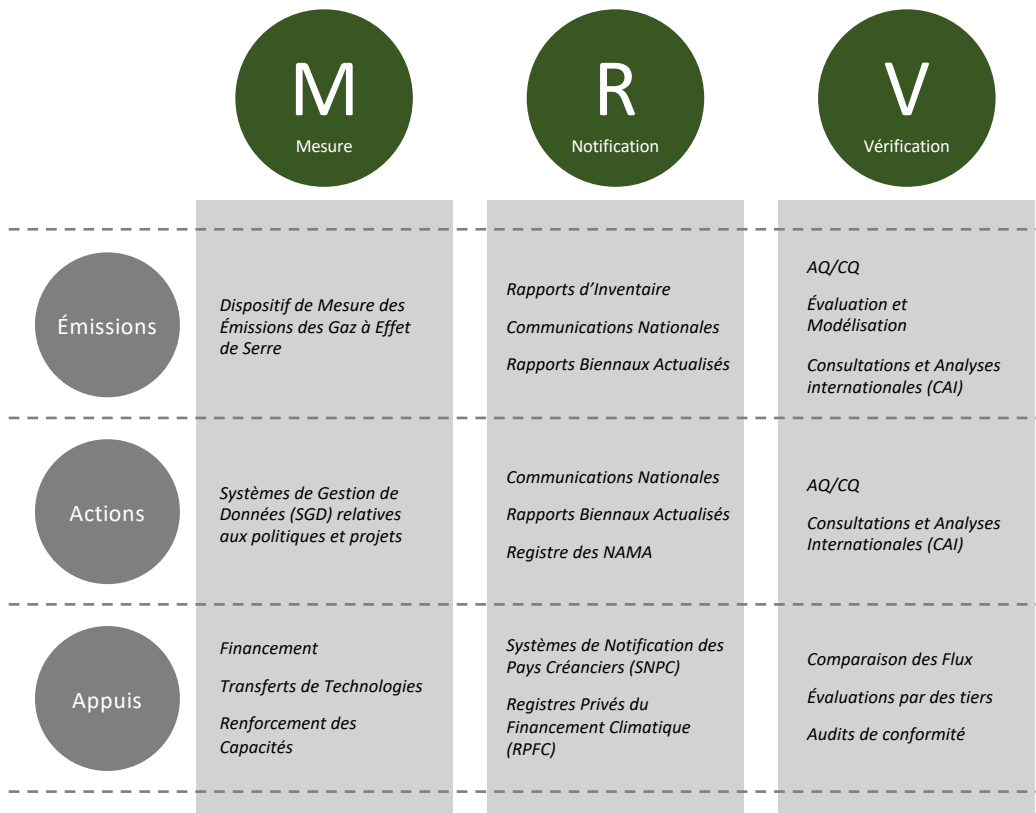 M
Mesure
R
Notification
V
Vérification
Émissions
Dispositif de Mesure des
Émissions des Gaz à Effet
de Serre
Rapports d’Inventaire
Communications Nationales
Rapports Biennaux Actualisés
AQ/CQ
Évaluation et
Modélisation
Consultations et Analyses
internationales (CAI)
Actions
Systèmes de Gestion de
Données (SGD) relatives
aux politiques et projets
Communications Nationales
Rapports Biennaux Actualisés
Registre des NAMA
AQ/CQ
Consultations et Analyses
Internationales (CAI)
Appuis
Financement
Transferts de Technologies
Renforcement des
Capacités
Systèmes de Notification des
Pays Créanciers (SNPC)
Registres Privés du
Financement Climatique
(RPFC)
Comparaison des Flux
Évaluations par des tiers
Audits de conformité